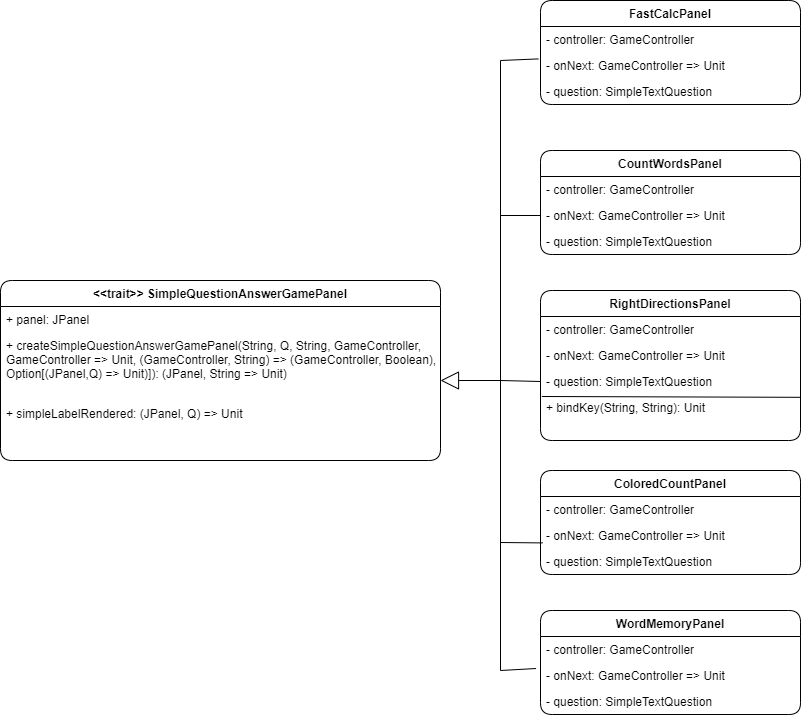 <<trait>> SimpleQuestionAnswerGamePanel
+ panel: JPanel
+ createSimpleQuestionAnswerGamePanel(String, Q, String, GameController,
GameController => Unit, (GameController, String) => (GameController, Boolean),
Option[(JPanel,Q) => Unit)]): (JPanel, String => Unit)
+ simpleLabelRendered: (JPanel, Q) => Unit
FastCalcPanel
- controller: GameController
- onNext: GameController => Unit
- question: SimpleTextQuestion
CountWordsPanel
- controller: GameController
- onNext: GameController => Unit
- question: SimpleTextQuestion
RightDirectionsPanel
- controller: GameController
- onNext: GameController => Unit
- question: SimpleTextQuestion
+ bindKey(String, String): Unit
ColoredCountPanel
- controller: GameController
- onNext: GameController => Unit
- question: SimpleTextQuestion
WordMemoryPanel
- controller: GameController
- onNext: GameController => Unit
- question: SimpleTextQuestion